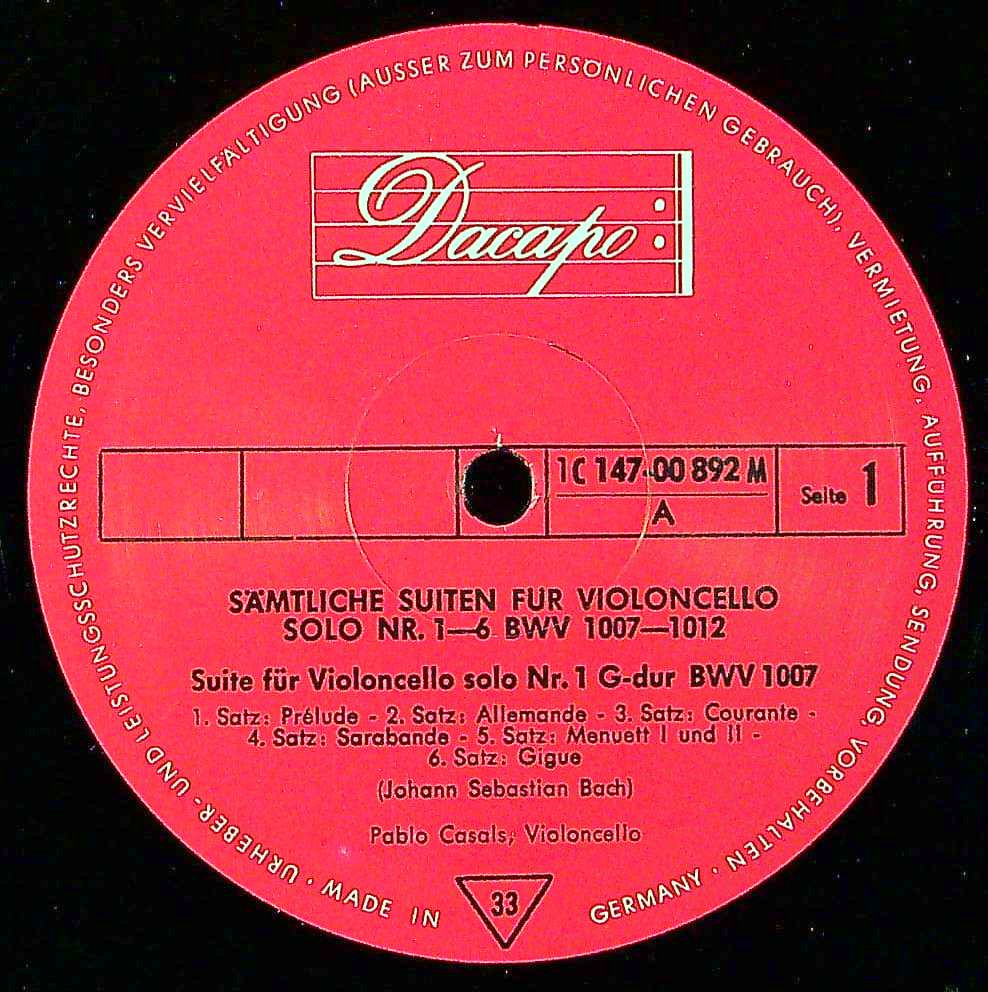 URHEBER- UND LEISTUNGSSCHUTZRECHTE, BESONDERS VERVIELFÄLTIGUNG (AUSSER ZUM PERSÖNLICHEN GEBRAUCH), VERMIETUNG, AUFFÜHRUNG, SENDUNG, VORBEHALTEN ·
Dacapo
1C 147-00 892 M
A
Seite 1
SÄMTLICHE SUITEN FÜR VIOLONCELLO
SOLO NR. 1—6 BWV 1007—1012
Suite für Violoncello solo Nr. 1 G-dur BWV 1007
1. Satz: Prélude - 2. Satz: Allemande - 3. Satz: Courante -
4. Satz: Sarabande - 5. Satz: Menuett I und II -
6. Satz: Gigue
(Johann Sebastian Bach)
Pablo Casals, Violoncello
33
· MADE IN GERMANY